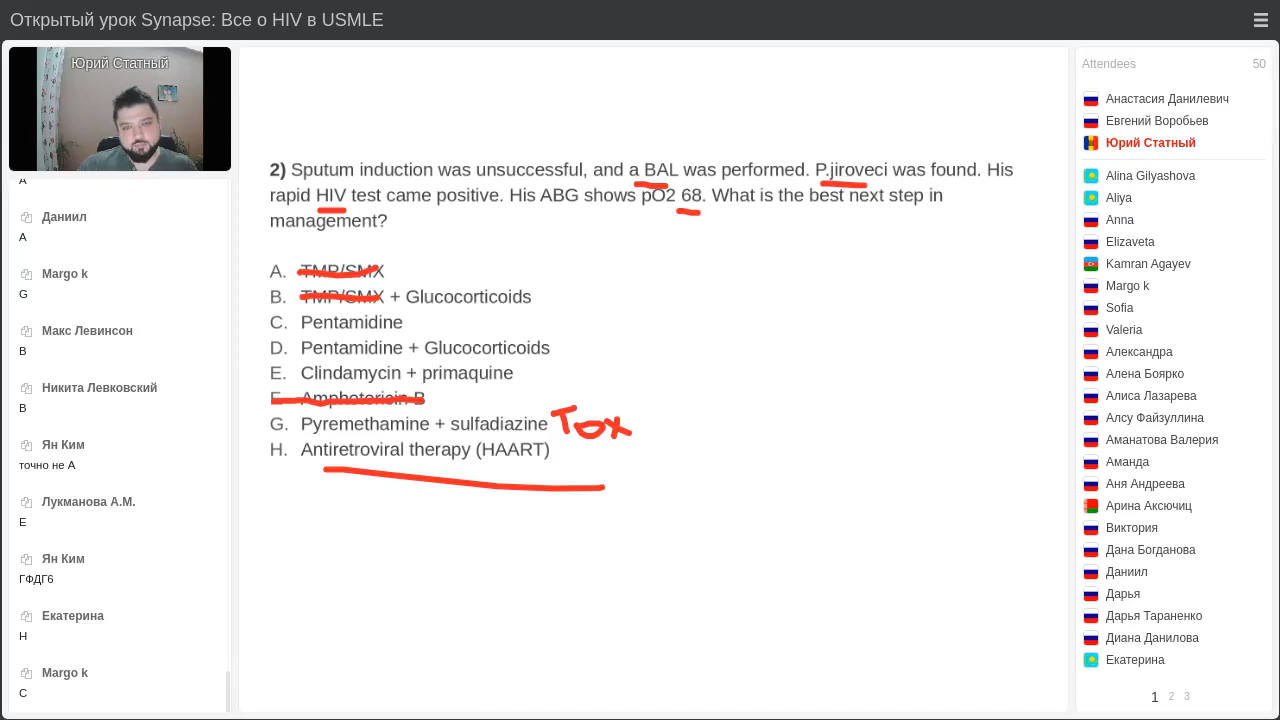 Открытый урок Synapse: Все о HIV в USMLE
Юрий Статный
A
Даниил
A
Margo k
G
Макс Левинсон
B
Никита Левковский
B
Ян Ким
точно не А
Лукманова А.М.
E
Ян Ким
ГФДГ6
Екатерина
H
Margo k
C
2) Sputum induction was unsuccessful, and a BAL was performed. P.jiroveci was found. His
rapid HIV test came positive. His ABG shows pO2 68. What is the best next step in
management?
A. TMP/SMX
B. TMP/SMX + Glucocorticoids
C. Pentamidine
D. Pentamidine + Glucocorticoids
E. Clindamycin + primaquine
F. Amphotericin B
G. Pyremethamine + sulfadiazine Tox
H. Antiretroviral therapy (HAART)
Attendees 50
Анастасия Данилевич
Евгений Воробьев
Юрий Статный
Alina Gilyashova
Aliya
Anna
Elizaveta
Kamran Agayev
Margo k
Sofia
Valeria
Александра
Алена Боярко
Алиса Лазарева
Алсу Файзуллина
Аманатова Валерия
Аманда
Аня Андреева
Арина Аксючиц
Виктория
Дана Богданова
Даниил
Дарья
Дарья Тараненко
Диана Данилова
Екатерина
1 2 3